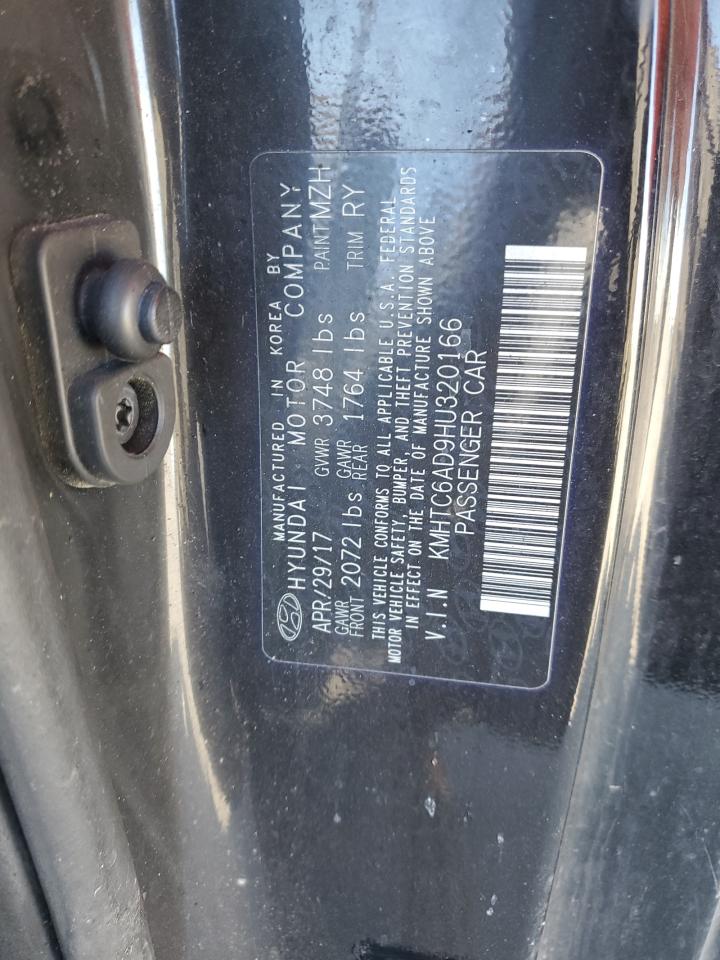 MANUFACTURED IN KOREA BY
HYUNDAI MOTOR COMPANY
APR/29/17 GVWR 3748 lbs PAINT MZH
GAWR FRONT 2072 lbs GAWR REAR 1764 lbs TRIM RY
THIS VEHICLE CONFORMS TO ALL APPLICABLE U.S.A. FEDERAL
MOTOR VEHICLE SAFETY, BUMPER, AND THEFT PREVENTION STANDARDS
IN EFFECT ON THE DATE OF MANUFACTURE SHOWN ABOVE
V.I.N KMHTC6AD9HU320166
PASSENGER CAR